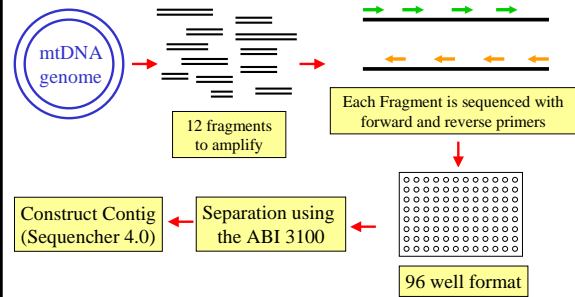 mtDNA
genome
12 fragments
to amplify
Each Fragment is sequenced with
forward and reverse primers
96 well format
Separation using
the ABI 3100
Construct Contig
(Sequencher 4.0)